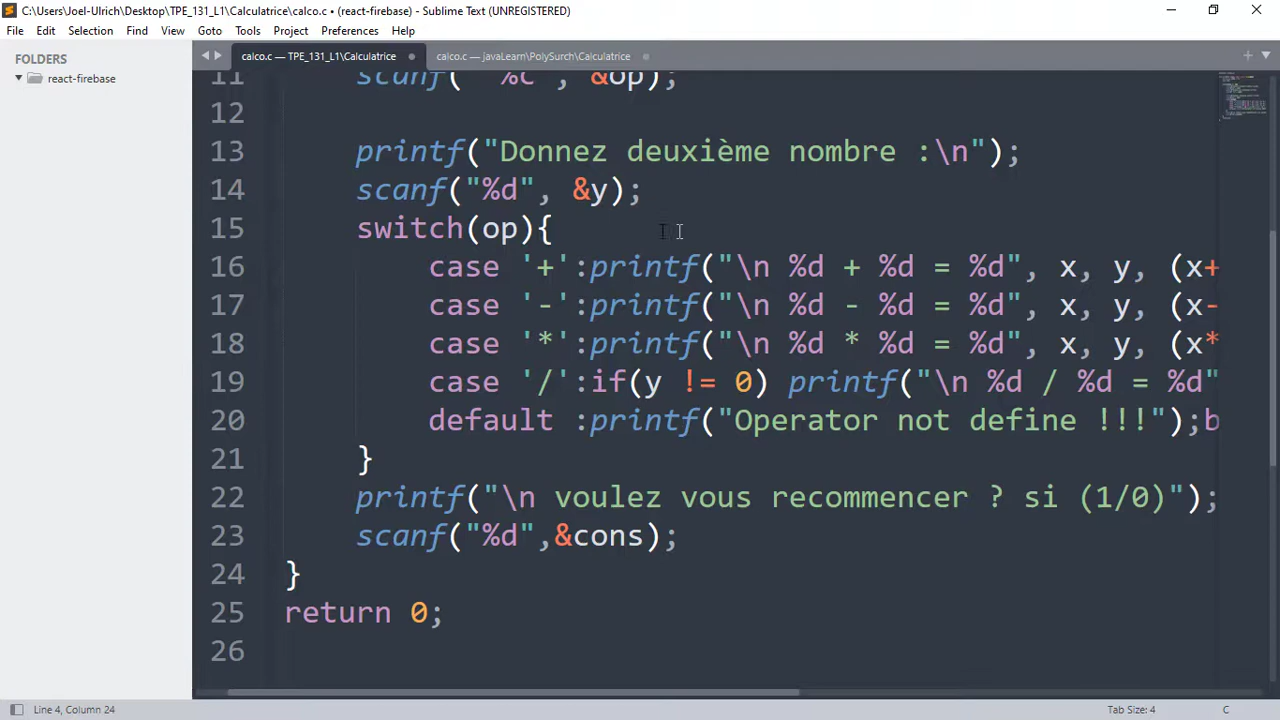 C:\Users\Joel-Ulrich\Desktop\TPE_131_L1\Calculatrice\calco.c • (react-firebase) - Sublime Text (UNREGISTERED)
File Edit Selection Find View Goto Tools Project Preferences Help
FOLDERS
react-firebase
calco.c — TPE_131_L1\Calculatrice
calco.c — javaLearn\PolySurch\Calculatrice
11 scanf(" %c", &op);
12
13 printf("Donnez deuxième nombre :\n");
14 scanf("%d", &y);
15 switch(op){
16 case '+':printf("\n %d + %d = %d", x, y, (x+
17 case '-':printf("\n %d - %d = %d", x, y, (x-
18 case '*':printf("\n %d * %d = %d", x, y, (x*
19 case '/':if(y != 0) printf("\n %d / %d = %d"
20 default :printf("Operator not define !!!");b
21 }
22 printf("\n voulez vous recommencer ? si (1/0)");
23 scanf("%d",&cons);
24 }
25 return 0;
26
Line 4, Column 24
Tab Size: 4
C